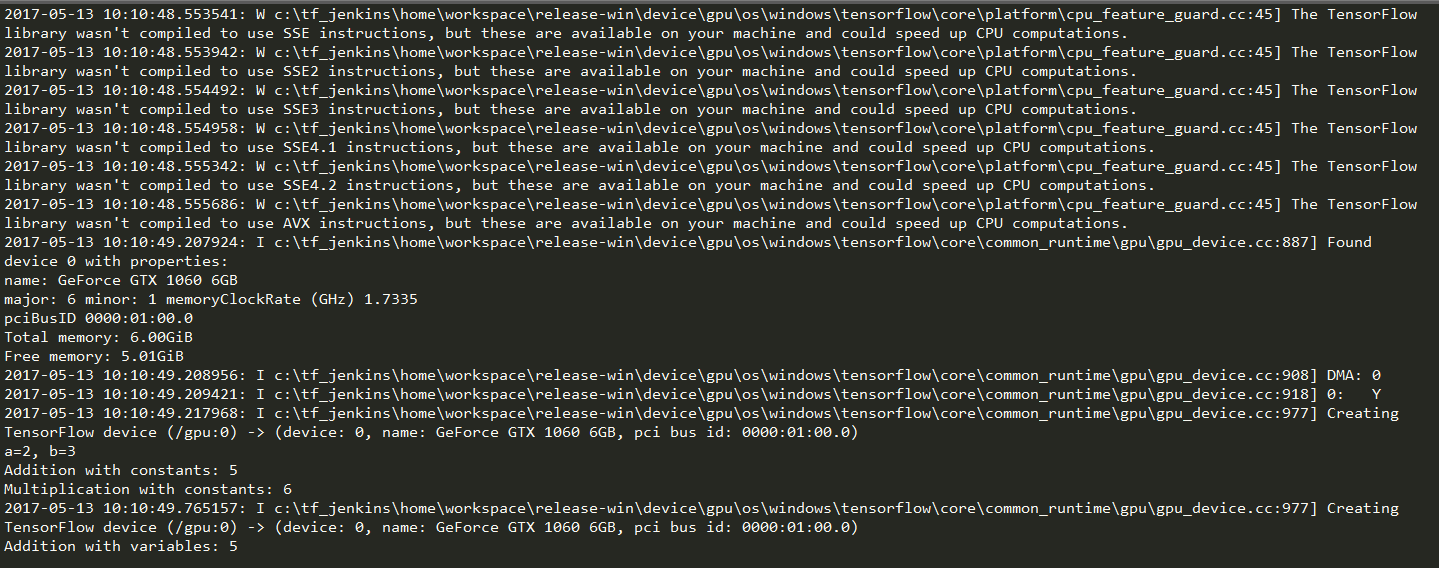 2017-05-13 10:10:48.553541: W c:\tf_jenkins\home\workspace\release-win\device\gpu\os\windows\tensorflow\core\platform\cpu_feature_guard.cc:45] The TensorFlow
library wasn't compiled to use SSE instructions, but these are available on your machine and could speed up CPU computations.
2017-05-13 10:10:48.553942: W c:\tf_jenkins\home\workspace\release-win\device\gpu\os\windows\tensorflow\core\platform\cpu_feature_guard.cc:45] The TensorFlow
library wasn't compiled to use SSE2 instructions, but these are available on your machine and could speed up CPU computations.
2017-05-13 10:10:48.554492: W c:\tf_jenkins\home\workspace\release-win\device\gpu\os\windows\tensorflow\core\platform\cpu_feature_guard.cc:45] The TensorFlow
library wasn't compiled to use SSE3 instructions, but these are available on your machine and could speed up CPU computations.
2017-05-13 10:10:48.554958: W c:\tf_jenkins\home\workspace\release-win\device\gpu\os\windows\tensorflow\core\platform\cpu_feature_guard.cc:45] The TensorFlow
library wasn't compiled to use SSE4.1 instructions, but these are available on your machine and could speed up CPU computations.
2017-05-13 10:10:48.555342: W c:\tf_jenkins\home\workspace\release-win\device\gpu\os\windows\tensorflow\core\platform\cpu_feature_guard.cc:45] The TensorFlow
library wasn't compiled to use SSE4.2 instructions, but these are available on your machine and could speed up CPU computations.
2017-05-13 10:10:48.555686: W c:\tf_jenkins\home\workspace\release-win\device\gpu\os\windows\tensorflow\core\platform\cpu_feature_guard.cc:45] The TensorFlow
library wasn't compiled to use AVX instructions, but these are available on your machine and could speed up CPU computations.
2017-05-13 10:10:49.207924: I c:\tf_jenkins\home\workspace\release-win\device\gpu\os\windows\tensorflow\core\common_runtime\gpu\gpu_device.cc:887] Found
device 0 with properties:
name: GeForce GTX 1060 6GB
major: 6 minor: 1 memoryClockRate (GHz) 1.7335
pciBusID 0000:01:00.0
Total memory: 6.00GiB
Free memory: 5.01GiB
2017-05-13 10:10:49.208956: I c:\tf_jenkins\home\workspace\release-win\device\gpu\os\windows\tensorflow\core\common_runtime\gpu\gpu_device.cc:908] DMA: 0
2017-05-13 10:10:49.209421: I c:\tf_jenkins\home\workspace\release-win\device\gpu\os\windows\tensorflow\core\common_runtime\gpu\gpu_device.cc:918] 0:   Y
2017-05-13 10:10:49.217968: I c:\tf_jenkins\home\workspace\release-win\device\gpu\os\windows\tensorflow\core\common_runtime\gpu\gpu_device.cc:977] Creating
TensorFlow device (/gpu:0) -> (device: 0, name: GeForce GTX 1060 6GB, pci bus id: 0000:01:00.0)
a=2, b=3
Addition with constants: 5
Multiplication with constants: 6
2017-05-13 10:10:49.765157: I c:\tf_jenkins\home\workspace\release-win\device\gpu\os\windows\tensorflow\core\common_runtime\gpu\gpu_device.cc:977] Creating
TensorFlow device (/gpu:0) -> (device: 0, name: GeForce GTX 1060 6GB, pci bus id: 0000:01:00.0)
Addition with variables: 5